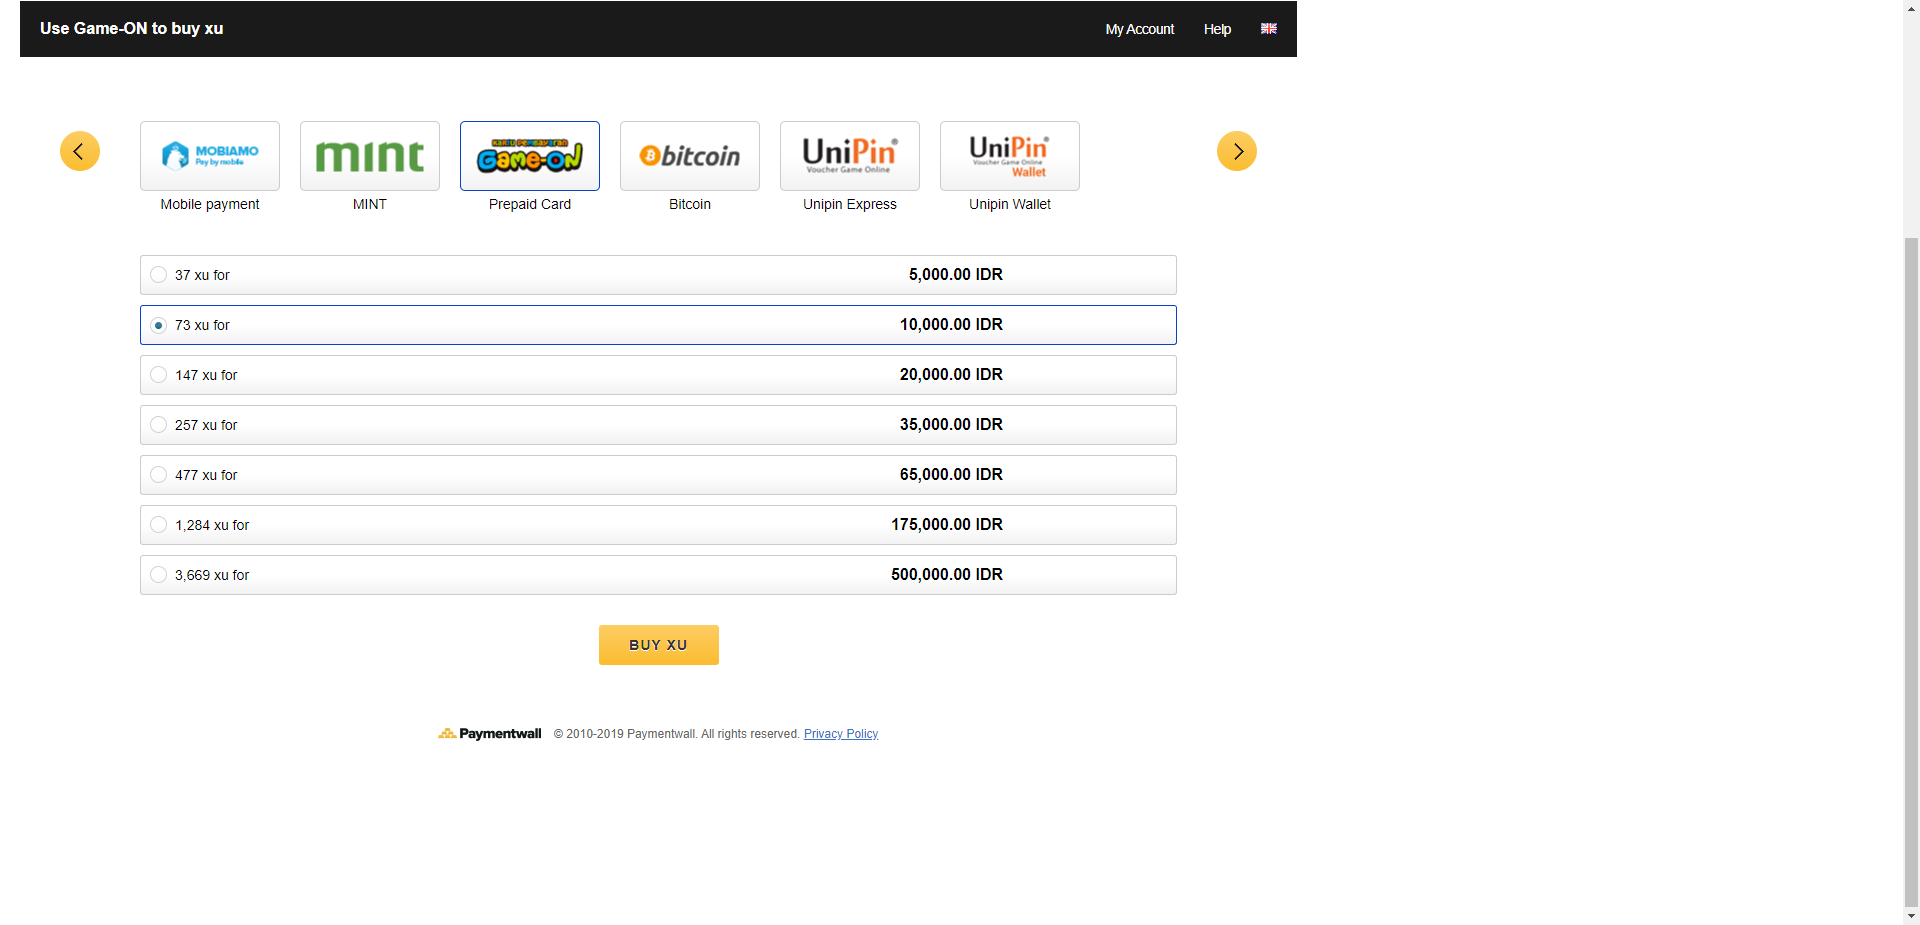 Use Game-ON to buy xu
My Account Help
MOBIAMO
Pay by mobile
mint
KARTU PEMBAYARAN
GAME-ON
bitcoin
UniPin®
Voucher Game Online
UniPin®
Voucher Game Online
Wallet
Mobile payment
MINT
Prepaid Card
Bitcoin
Unipin Express
Unipin Wallet
37 xu for 5,000.00 IDR
73 xu for 10,000.00 IDR
147 xu for 20,000.00 IDR
257 xu for 35,000.00 IDR
477 xu for 65,000.00 IDR
1,284 xu for 175,000.00 IDR
3,669 xu for 500,000.00 IDR
BUY XU
Paymentwall © 2010-2019 Paymentwall. All rights reserved. Privacy Policy